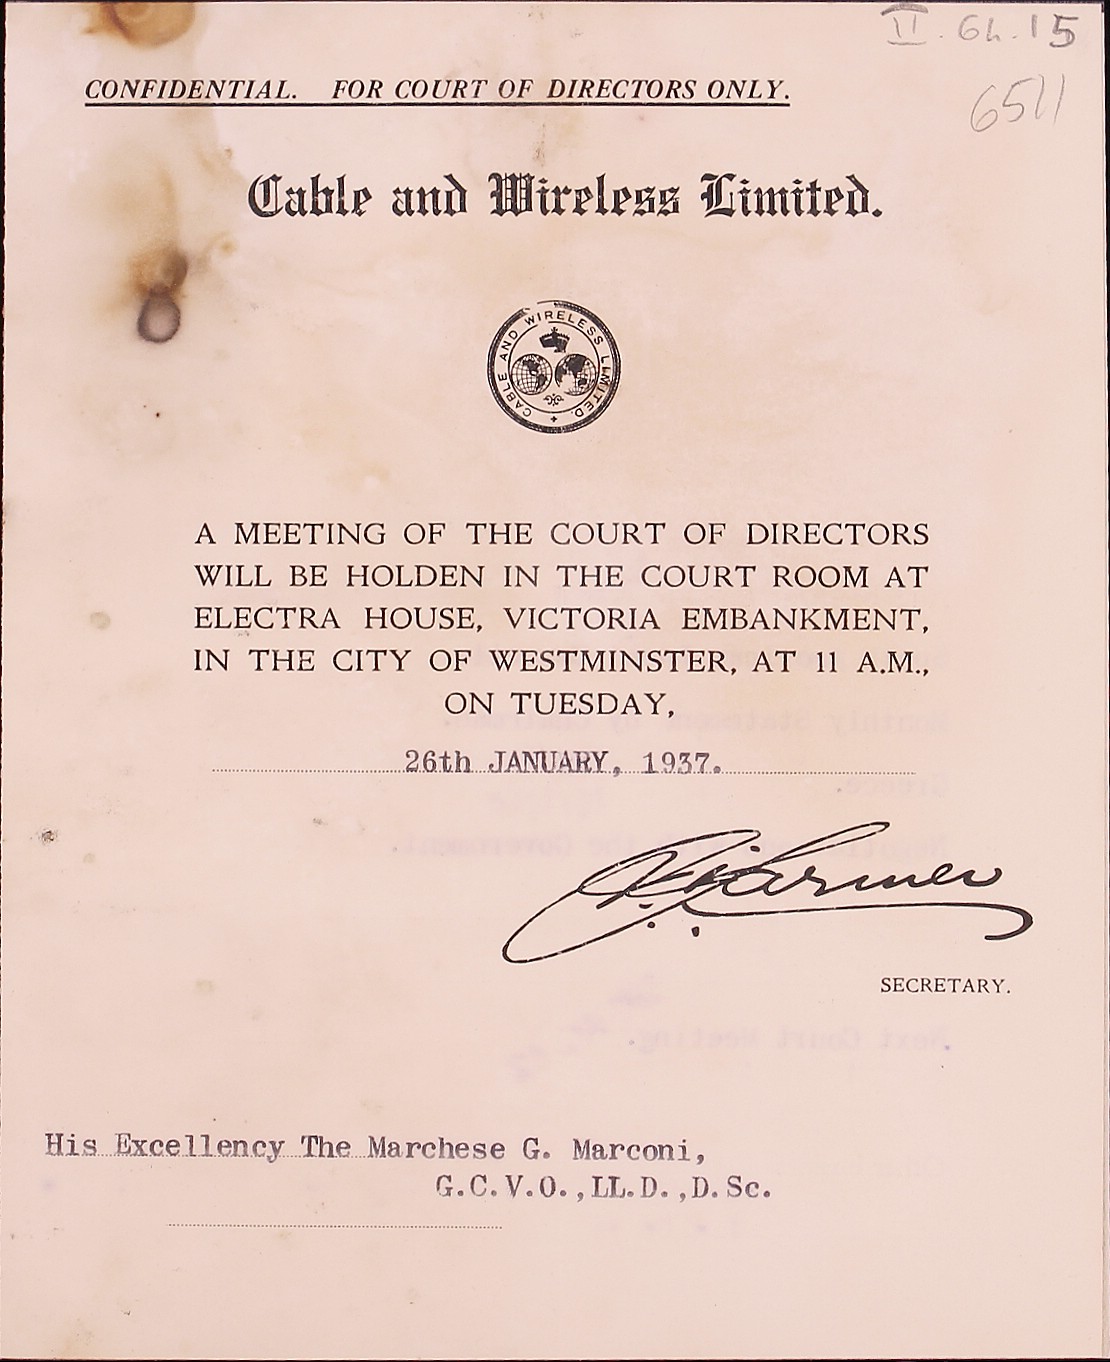 II. 6h. 15
6511
CONFIDENTIAL. FOR COURT OF DIRECTORS ONLY.
Cable and Wireless Limited.
CABLE AND WIRELESS LIMITED.
A MEETING OF THE COURT OF DIRECTORS
WILL BE HOLDEN IN THE COURT ROOM AT
ELECTRA HOUSE, VICTORIA EMBANKMENT,
IN THE CITY OF WESTMINSTER, AT 11 A.M.,
ON TUESDAY,
26th JANUARY, 1937.
SECRETARY.
His Excellency The Marchese G. Marconi,
G.C.V.O.,LL.D.,D.Sc.